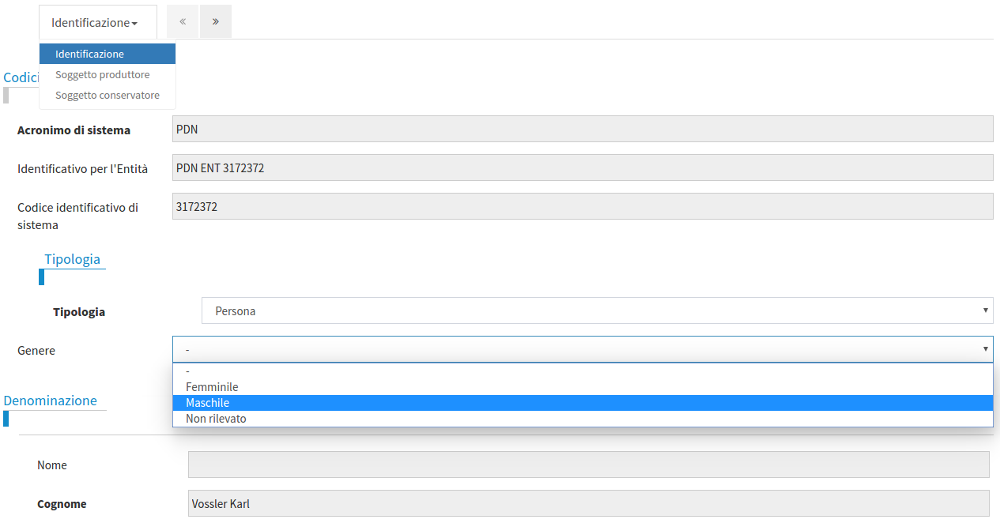 Identificazione
«
»
Identificazione
Soggetto produttore
Soggetto conservatore
Codici
Acronimo di sistema
PDN
Identificativo per l'Entità
PDN ENT 3172372
Codice identificativo di
sistema
3172372
Tipologia
Tipologia
Persona
Genere
-
-
Femminile
Maschile
Non rilevato
Denominazione
Nome
Cognome
Vossler Karl